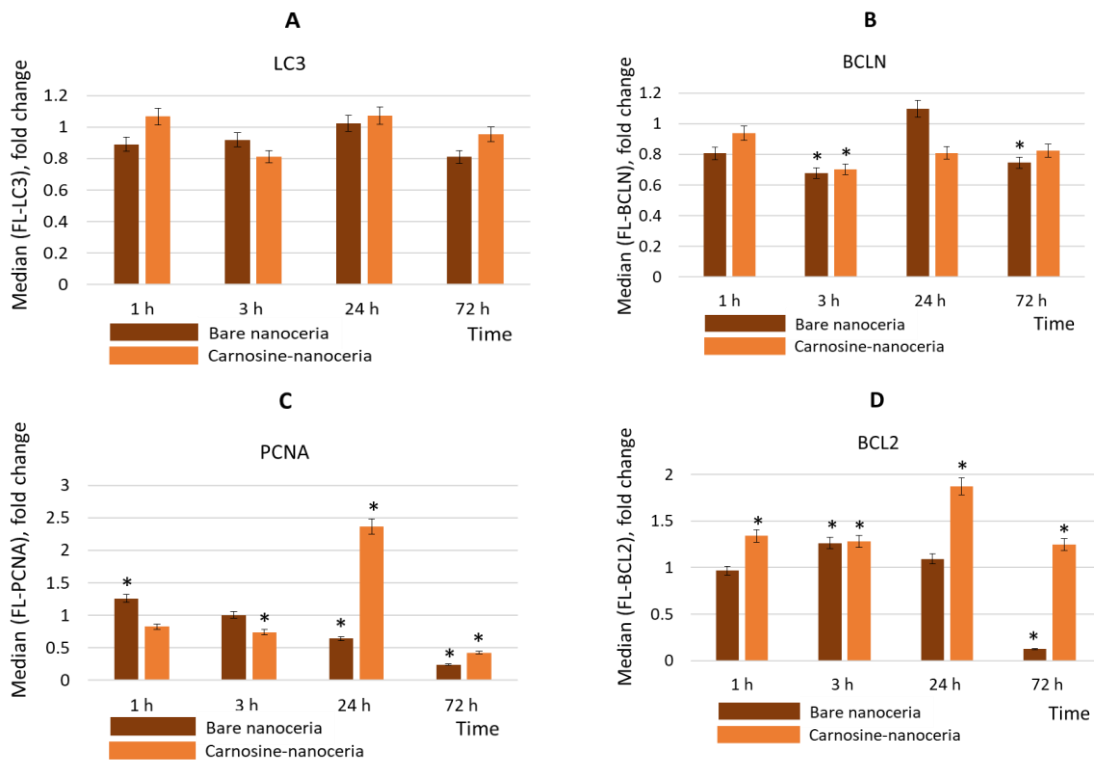 A
LC3
Median (FL-LC3), fold change
1.2
1
0.8
0.6
0.4
0.2
0
1 h 3 h 24 h 72 h
Time
Bare nanoceria
Carnosine-nanoceria
B
BCLN
Median (FL-BCLN), fold change
1.2
1
0.8
0.6
0.4
0.2
0
* * *
1 h 3 h 24 h 72 h
Time
Bare nanoceria
Carnosine-nanoceria
C
PCNA
Median (FL-PCNA), fold change
3
2.5
2
1.5
1
0.5
0
* * * * * *
1 h 3 h 24 h 72 h
Time
Bare nanoceria
Carnosine-nanoceria
D
BCL2
Median (FL-BCL2), fold change
2
1.5
1
0.5
0
* * * * * *
1 h 3 h 24 h 72 h
Time
Bare nanoceria
Carnosine-nanoceria